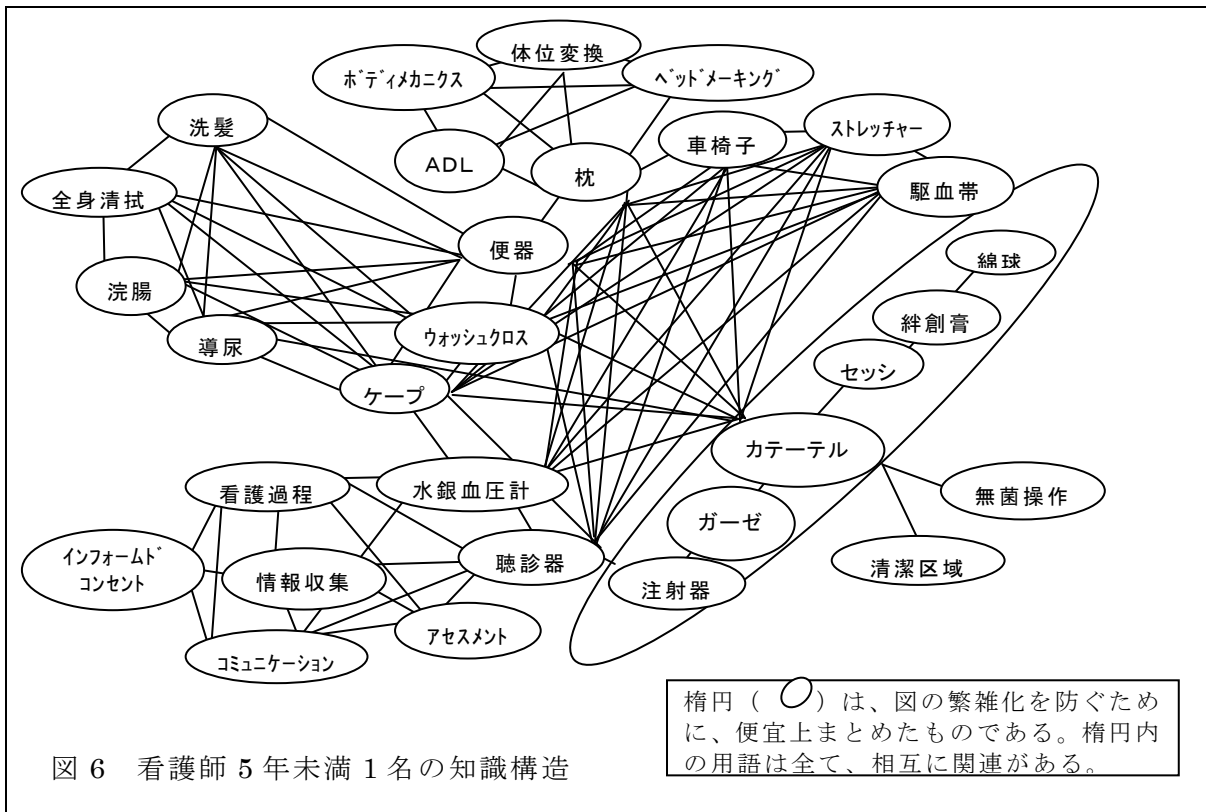 体位変換
ボディメカニクス
ベッドメーキング
洗髪
車椅子
ストレッチャー
ADL
枕
全身清拭
駆血帯
便器
綿球
浣腸
絆創膏
ウォッシュクロス
導尿
セッシ
ケープ
カテーテル
看護過程
水銀血圧計
無菌操作
ガーゼ
インフォームド
コンセント
情報収集
聴診器
清潔区域
注射器
アセスメント
コミュニケーション
楕円（ ）は、図の繁雑化を防ぐため
に、便宜上まとめたものである。楕円内
の用語は全て、相互に関連がある。
図 6 看護師 5 年未満 1 名の知識構造